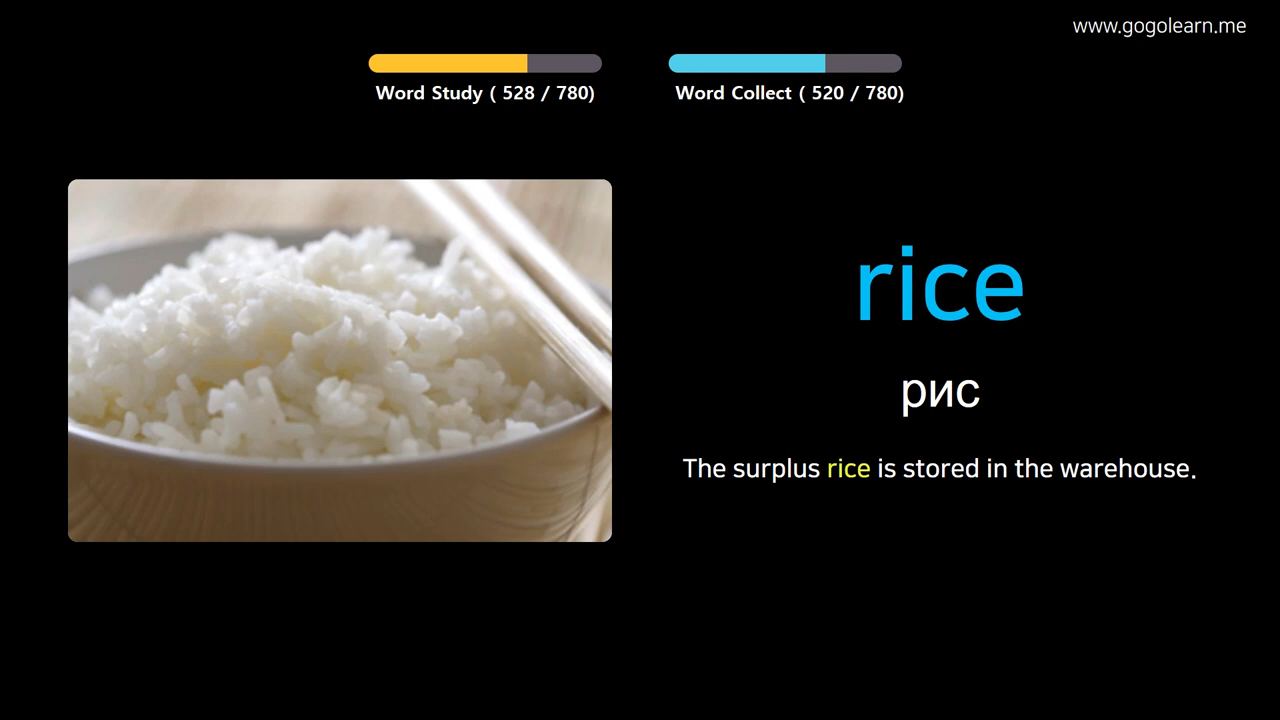 www.gogolearn.me
Word Study ( 528 / 780)
Word Collect ( 520 / 780)
rice
рис
The surplus rice is stored in the warehouse.